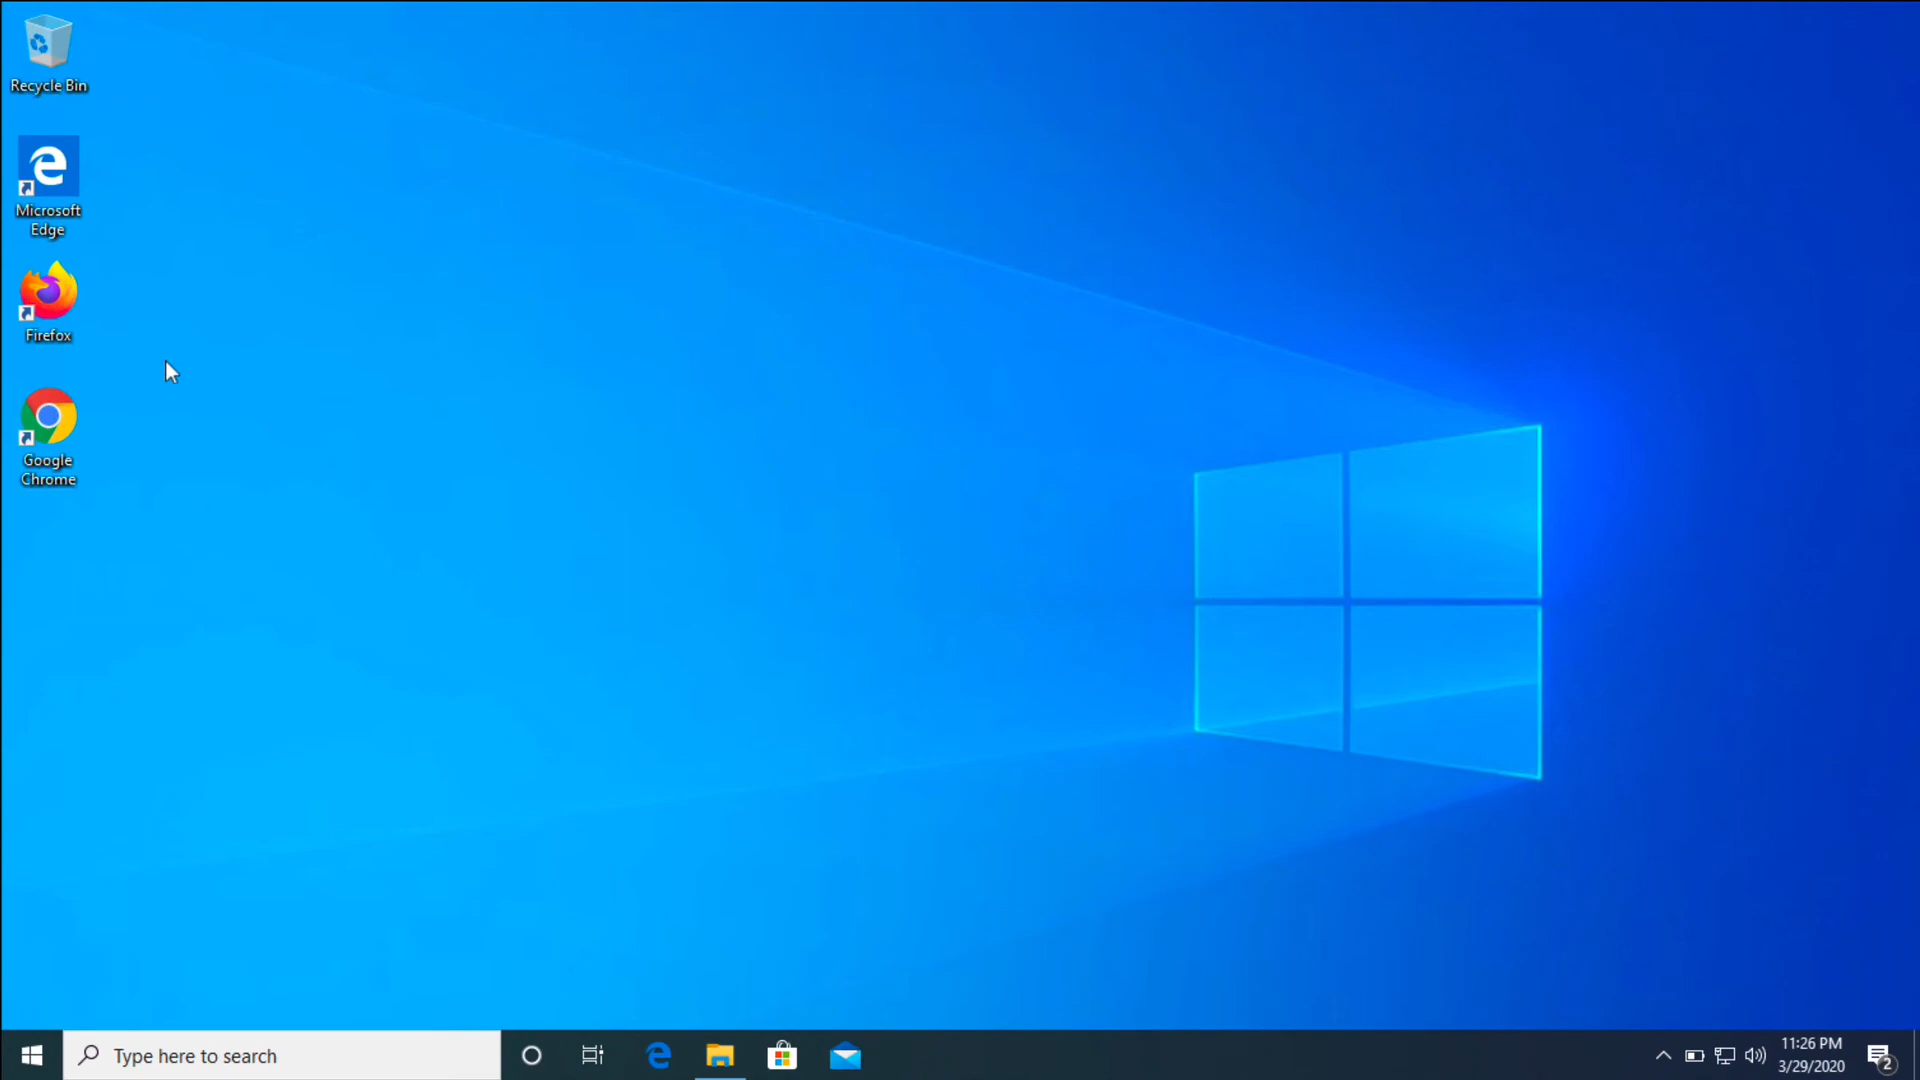 Recycle Bin
Microsoft
Edge
Firefox
Google
Chrome
Type here to search
11:26 PM
3/29/2020
2